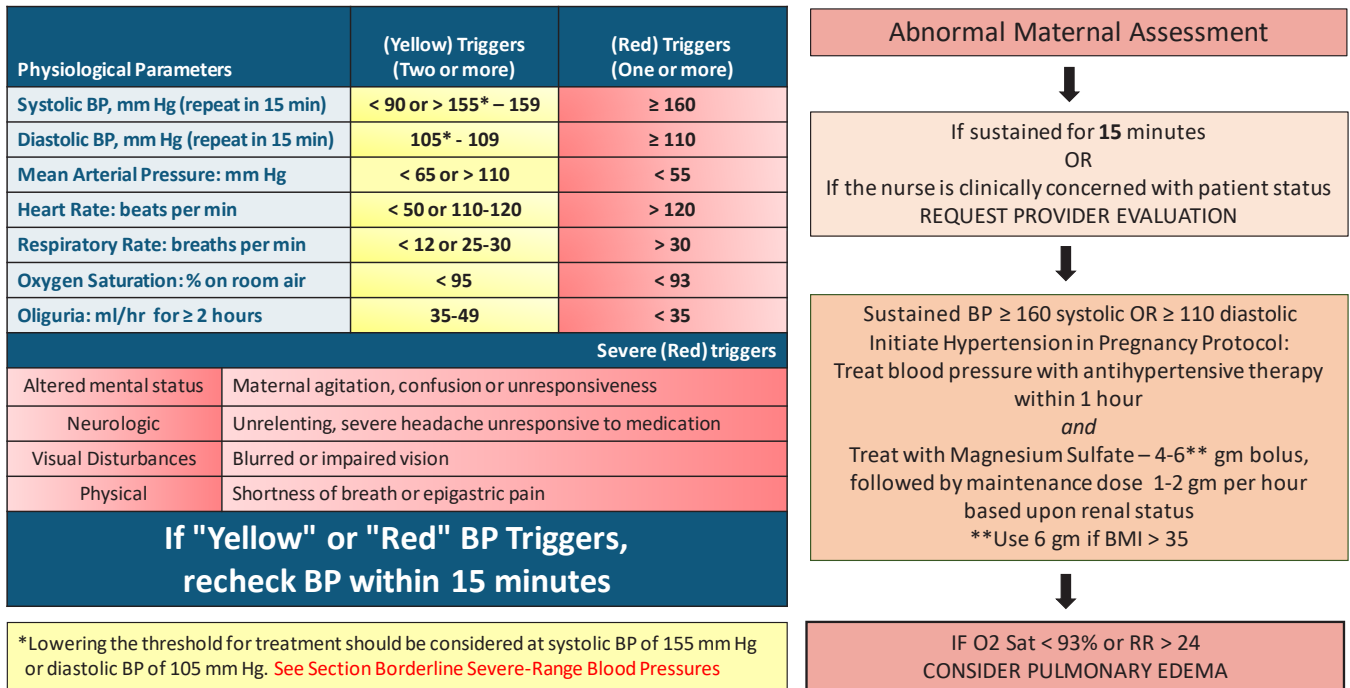 Physiological Parameters
(Yellow) Triggers
(Two or more)
(Red) Triggers
(One or more)
Systolic BP, mm Hg (repeat in 15 min) < 90 or > 155* – 159 ≥ 160
Diastolic BP, mm Hg (repeat in 15 min) 105* - 109 ≥ 110
Mean Arterial Pressure: mm Hg < 65 or > 110 < 55
Heart Rate: beats per min < 50 or 110-120 > 120
Respiratory Rate: breaths per min < 12 or 25-30 > 30
Oxygen Saturation: % on room air < 95 < 93
Oliguria: ml/hr for ≥ 2 hours 35-49 < 35
Severe (Red) triggers
Altered mental status Maternal agitation, confusion or unresponsiveness
Neurologic Unrelenting, severe headache unresponsive to medication
Visual Disturbances Blurred or impaired vision
Physical Shortness of breath or epigastric pain
If "Yellow" or "Red" BP Triggers,
recheck BP within 15 minutes
*Lowering the threshold for treatment should be considered at systolic BP of 155 mm Hg
or diastolic BP of 105 mm Hg. See Section Borderline Severe-Range Blood Pressures
Abnormal Maternal Assessment
If sustained for 15 minutes
OR
If the nurse is clinically concerned with patient status
REQUEST PROVIDER EVALUATION
Sustained BP ≥ 160 systolic OR ≥ 110 diastolic
Initiate Hypertension in Pregnancy Protocol:
Treat blood pressure with antihypertensive therapy
within 1 hour
and
Treat with Magnesium Sulfate – 4-6** gm bolus,
followed by maintenance dose 1-2 gm per hour
based upon renal status
**Use 6 gm if BMI > 35
IF O2 Sat < 93% or RR > 24
CONSIDER PULMONARY EDEMA